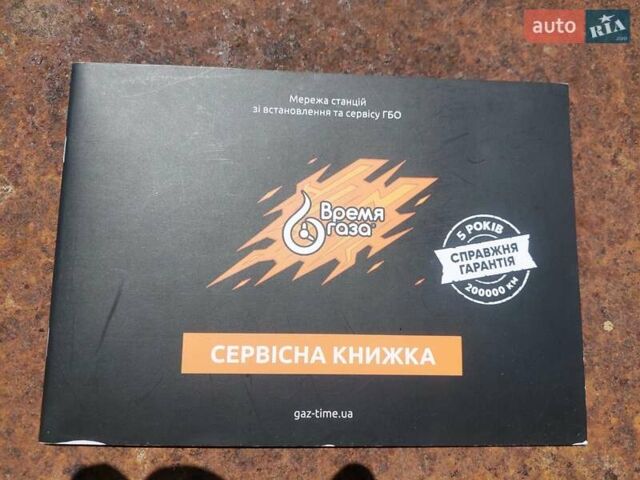 auto RIA
Мережа станцій
зі встановлення та сервісу ГБО
Время
газа®
5 РОКІВ
СПРАВЖНЯ
ГАРАНТІЯ
200000 КМ
СЕРВІСНА КНИЖКА
gaz-time.ua